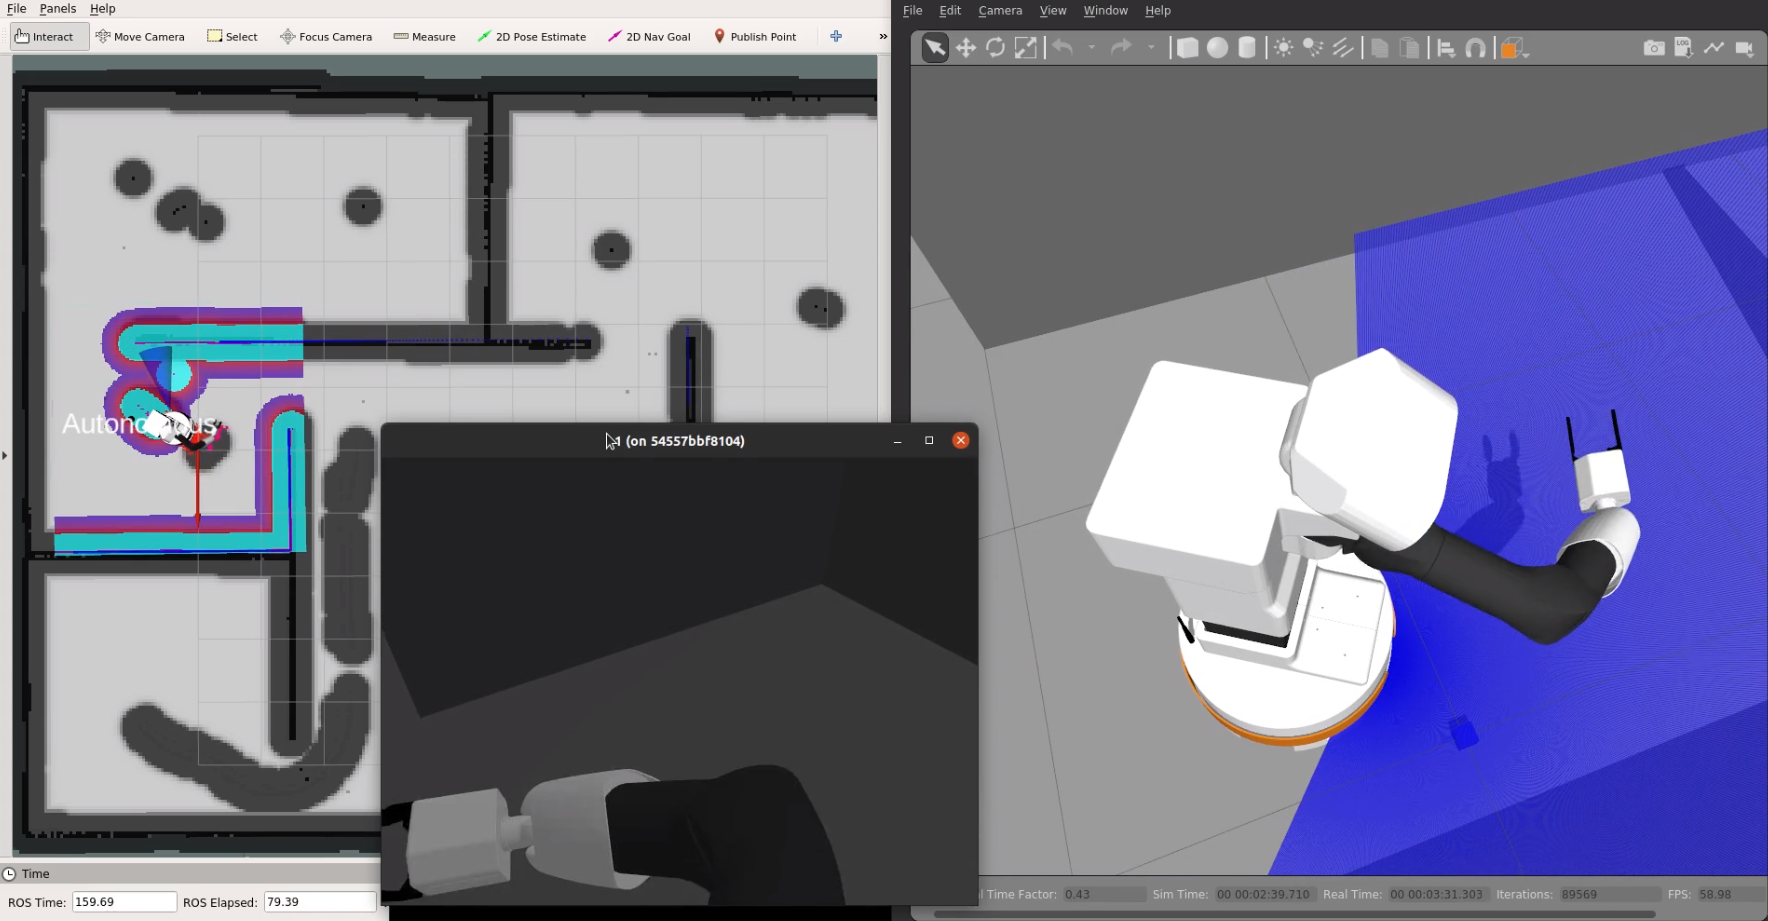 File Panels Help
Interact Move Camera Select Focus Camera Measure 2D Pose Estimate 2D Nav Goal Publish Point »
Autonomous
Time
ROS Time: 159.69 ROS Elapsed: 79.39
1 (on 54557bbf8104)
File Edit Camera View Window Help
LOG
l Time Factor: 0.43 Sim Time: 00 00:02:39.710 Real Time: 00 00:03:31.303 Iterations: 89569 FPS: 58.98